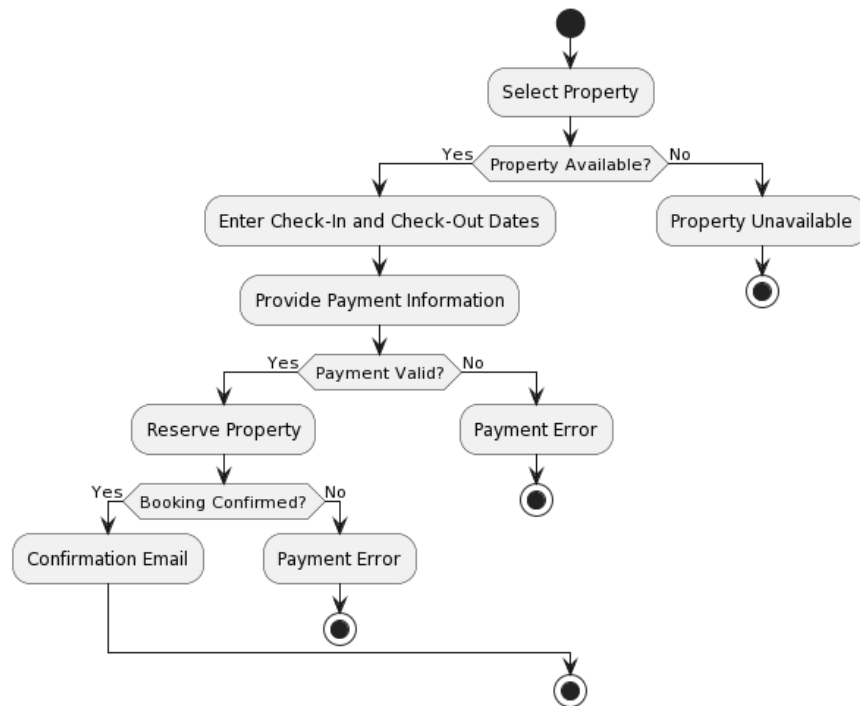 Select Property
Yes
Property Available?
No
Enter Check-In and Check-Out Dates
Property Unavailable
Provide Payment Information
Yes
Payment Valid?
No
Reserve Property
Payment Error
Yes
Booking Confirmed?
No
Confirmation Email
Payment Error